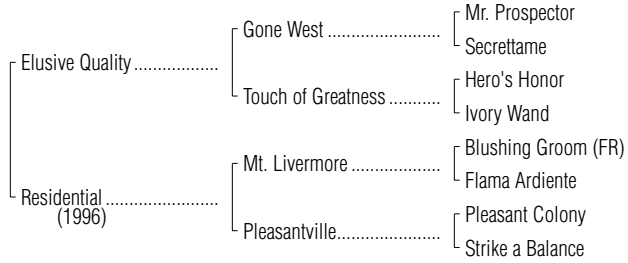 Mr. Prospector
Gone West ..........................
Secrettame
Elusive Quality ...................
Hero's Honor
Touch of Greatness ...........
Ivory Wand
Blushing Groom (FR)
Mt. Livermore ....................
Flama Ardiente
Residential .........................
(1996)
Pleasant Colony
Pleasantville.......................
Strike a Balance